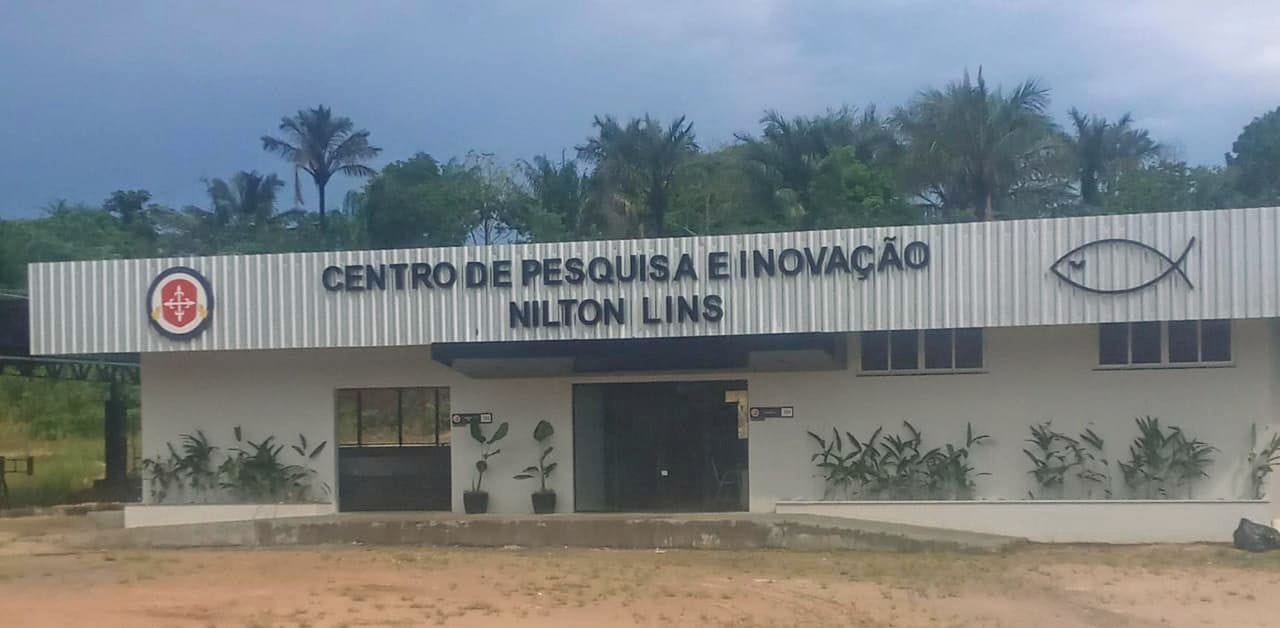 CENTRO DE PESQUISA E INOVAÇÃO
NILTON LINS